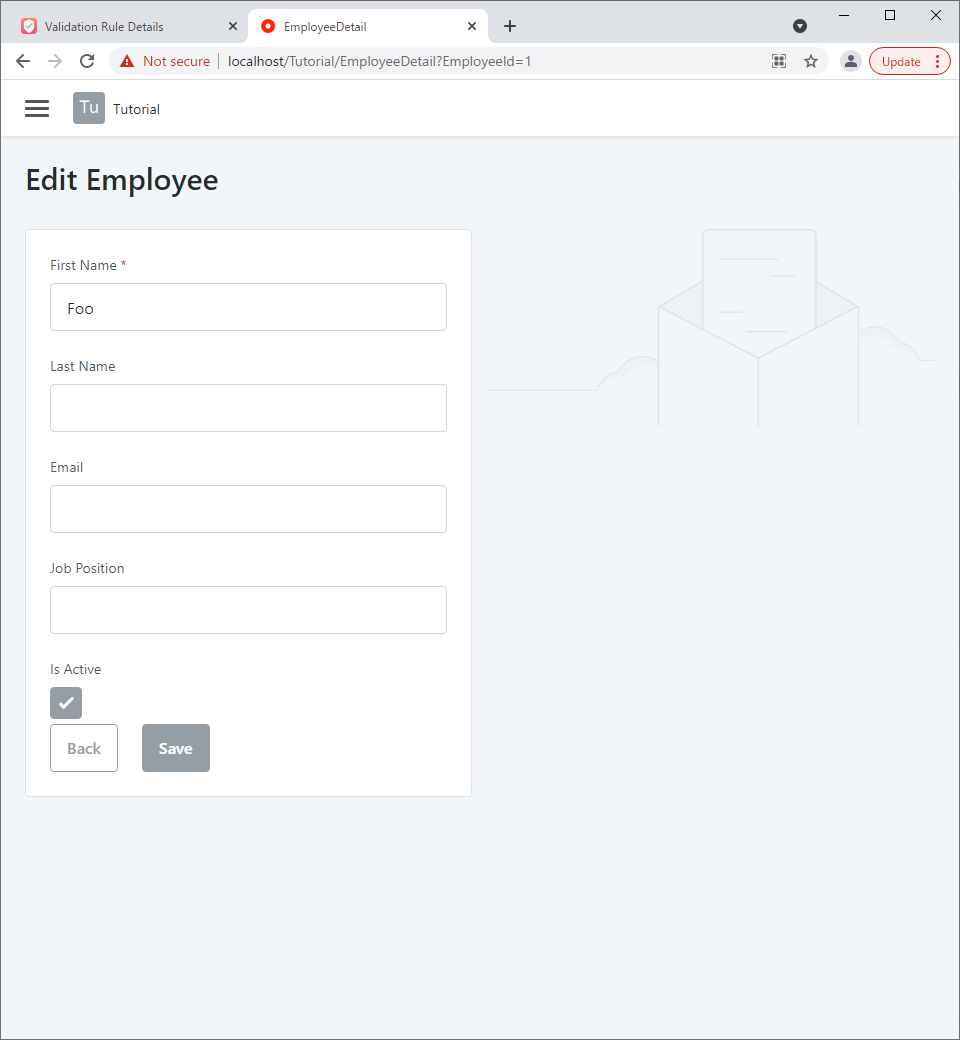 Validation Rule Details
EmployeeDetail
Not secure
localhost/Tutorial/EmployeeDetail?EmployeeId=1
Update
Tu
Tutorial
Edit Employee
First Name *
Foo
Last Name
Email
Job Position
Is Active
Back
Save